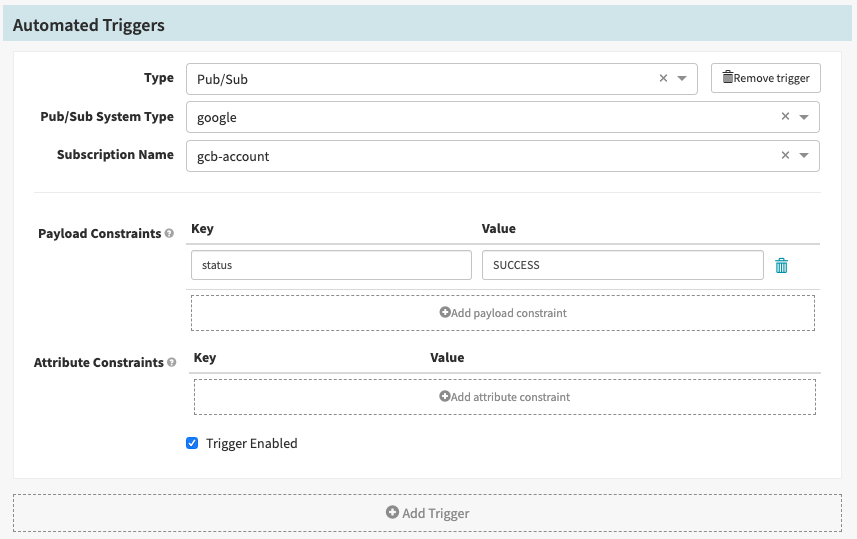 Automated Triggers
Type Pub/Sub Remove trigger
Pub/Sub System Type google
Subscription Name gcb-account
Payload Constraints Key Value
status SUCCESS
Add payload constraint
Attribute Constraints Key Value
Add attribute constraint
Trigger Enabled
Add Trigger